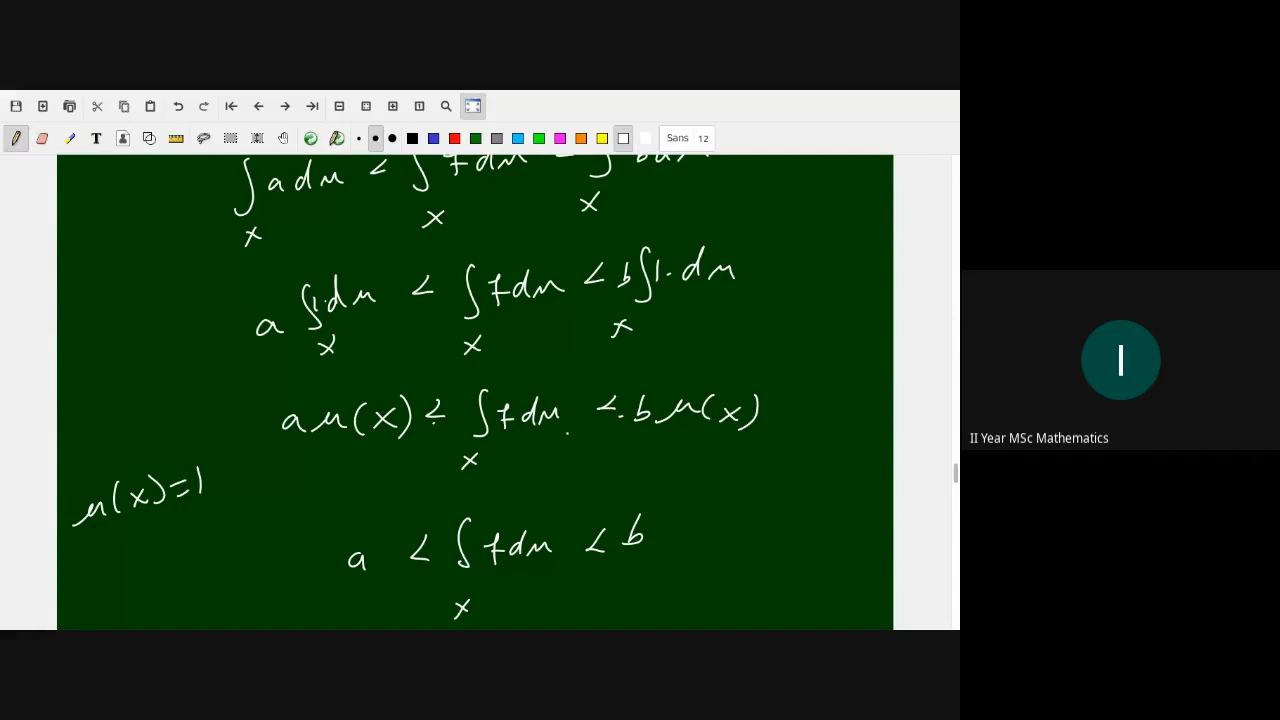 Sans 12
∫ a dμ < ∫ f dμ < ∫ b dμ
X X X
a ∫ 1·dμ < ∫ f dμ < b ∫ 1·dμ
X X X
a μ(X) < ∫ f dμ < b μ(X)
X
μ(X) = 1
a < ∫ f dμ < b
X
II Year MSc Mathematics
I